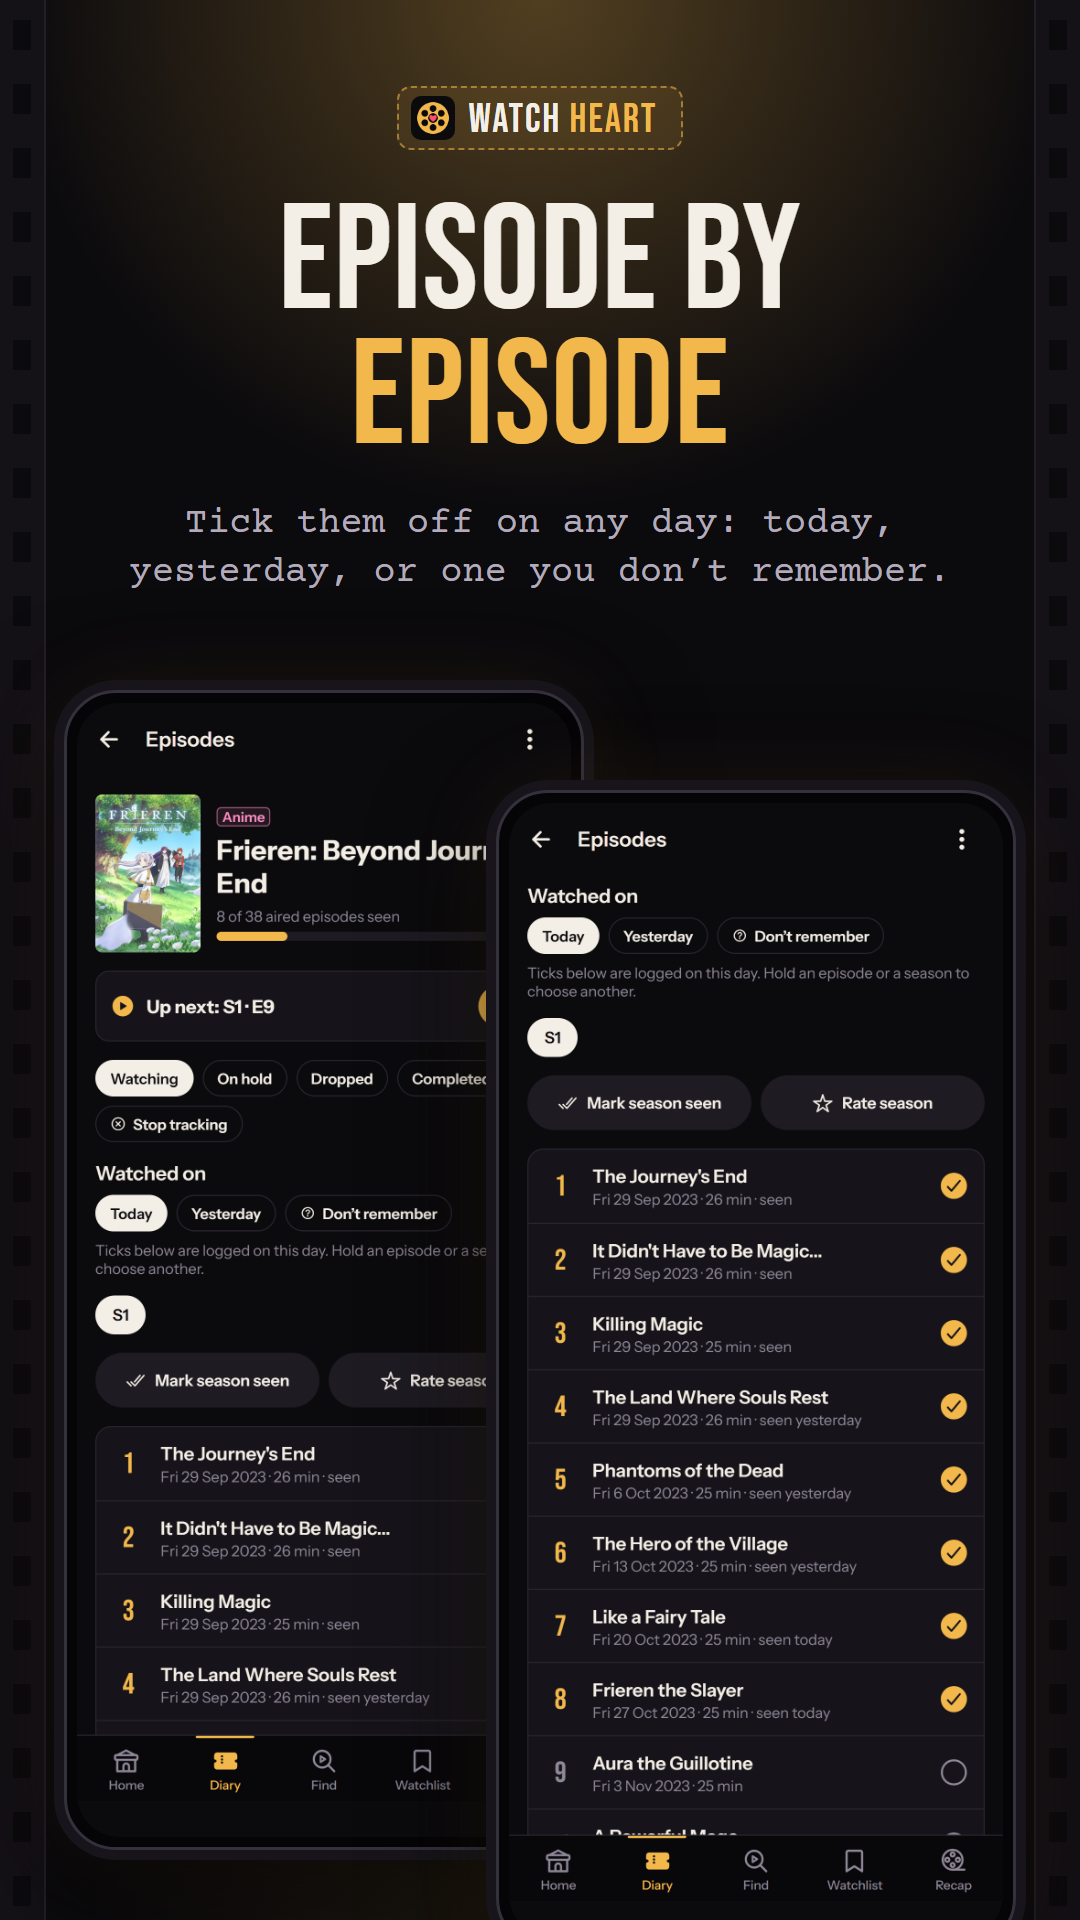 WATCH HEART
EPISODE BY
EPISODE
Tick them off on any day: today,
yesterday, or one you don’t remember.
Episodes
FRIEREN
Beyond Journey's End
Anime
Frieren: Beyond Jour
End
8 of 38 aired episodes seen
Up next: S1 · E9
Watching
On hold
Dropped
Completed
Stop tracking
Watched on
Today
Yesterday
Don't remember
Ticks below are logged on this day. Hold an episode or a se
choose another.
S1
Mark season seen
Rate seaso
1
The Journey's End
Fri 29 Sep 2023 · 26 min · seen
2
It Didn't Have to Be Magic...
Fri 29 Sep 2023 · 26 min · seen
3
Killing Magic
Fri 29 Sep 2023 · 25 min · seen
4
The Land Where Souls Rest
Fri 29 Sep 2023 · 26 min · seen yesterday
Home
Diary
Find
Watchlist
Episodes
Watched on
Today
Yesterday
Don't remember
Ticks below are logged on this day. Hold an episode or a season to
choose another.
S1
Mark season seen
Rate season
1
The Journey's End
Fri 29 Sep 2023 · 26 min · seen
2
It Didn't Have to Be Magic...
Fri 29 Sep 2023 · 26 min · seen
3
Killing Magic
Fri 29 Sep 2023 · 25 min · seen
4
The Land Where Souls Rest
Fri 29 Sep 2023 · 26 min · seen yesterday
5
Phantoms of the Dead
Fri 6 Oct 2023 · 25 min · seen yesterday
6
The Hero of the Village
Fri 13 Oct 2023 · 25 min · seen yesterday
7
Like a Fairy Tale
Fri 20 Oct 2023 · 25 min · seen today
8
Frieren the Slayer
Fri 27 Oct 2023 · 25 min · seen today
9
Aura the Guillotine
Fri 3 Nov 2023 · 25 min
A Powerful Mage
Home
Diary
Find
Watchlist
Recap